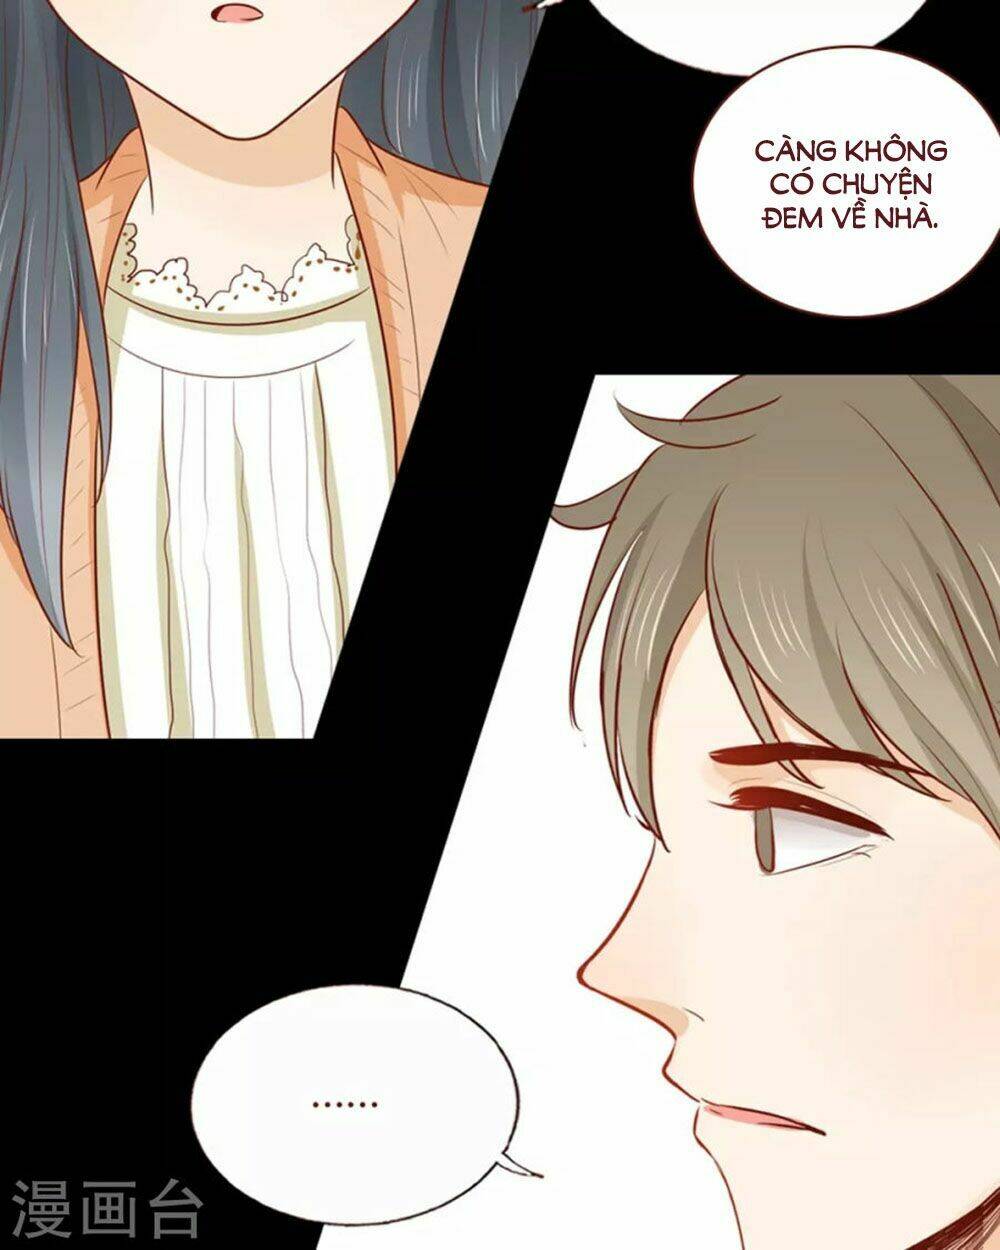 CÀNG KHÔNG
CÓ CHUYỆN
ĐEM VỀ NHÀ.
......
漫画台